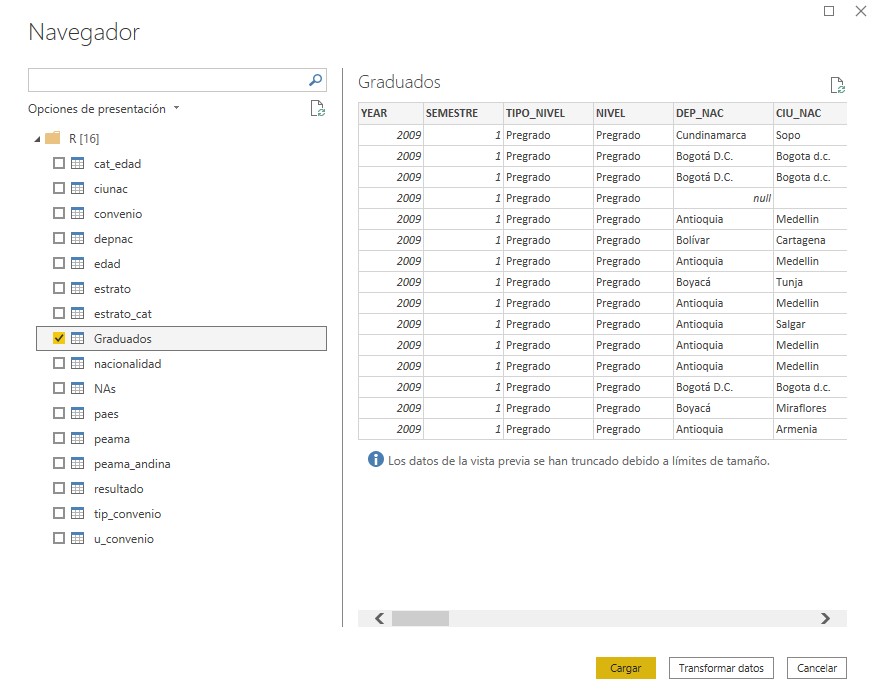 Navegador
Opciones de presentación
R [16]
cat_edad
ciunac
convenio
depnac
edad
estrato
estrato_cat
Graduados
nacionalidad
NAs
paes
peama
peama_andina
resultado
tip_convenio
u_convenio
Graduados
YEAR SEMESTRE TIPO_NIVEL NIVEL DEP_NAC CIU_NAC
2009 1 Pregrado Pregrado Cundinamarca Sopo
2009 1 Pregrado Pregrado Bogotá D.C. Bogota d.c.
2009 1 Pregrado Pregrado Bogotá D.C. Bogota d.c.
2009 1 Pregrado Pregrado null
2009 1 Pregrado Pregrado Antioquia Medellin
2009 1 Pregrado Pregrado Bolívar Cartagena
2009 1 Pregrado Pregrado Antioquia Medellin
2009 1 Pregrado Pregrado Boyacá Tunja
2009 1 Pregrado Pregrado Antioquia Medellin
2009 1 Pregrado Pregrado Antioquia Salgar
2009 1 Pregrado Pregrado Antioquia Medellin
2009 1 Pregrado Pregrado Antioquia Medellin
2009 1 Pregrado Pregrado Bogotá D.C. Bogota d.c.
2009 1 Pregrado Pregrado Boyacá Miraflores
2009 1 Pregrado Pregrado Antioquia Armenia
Los datos de la vista previa se han truncado debido a límites de tamaño.
Cargar Transformar datos Cancelar